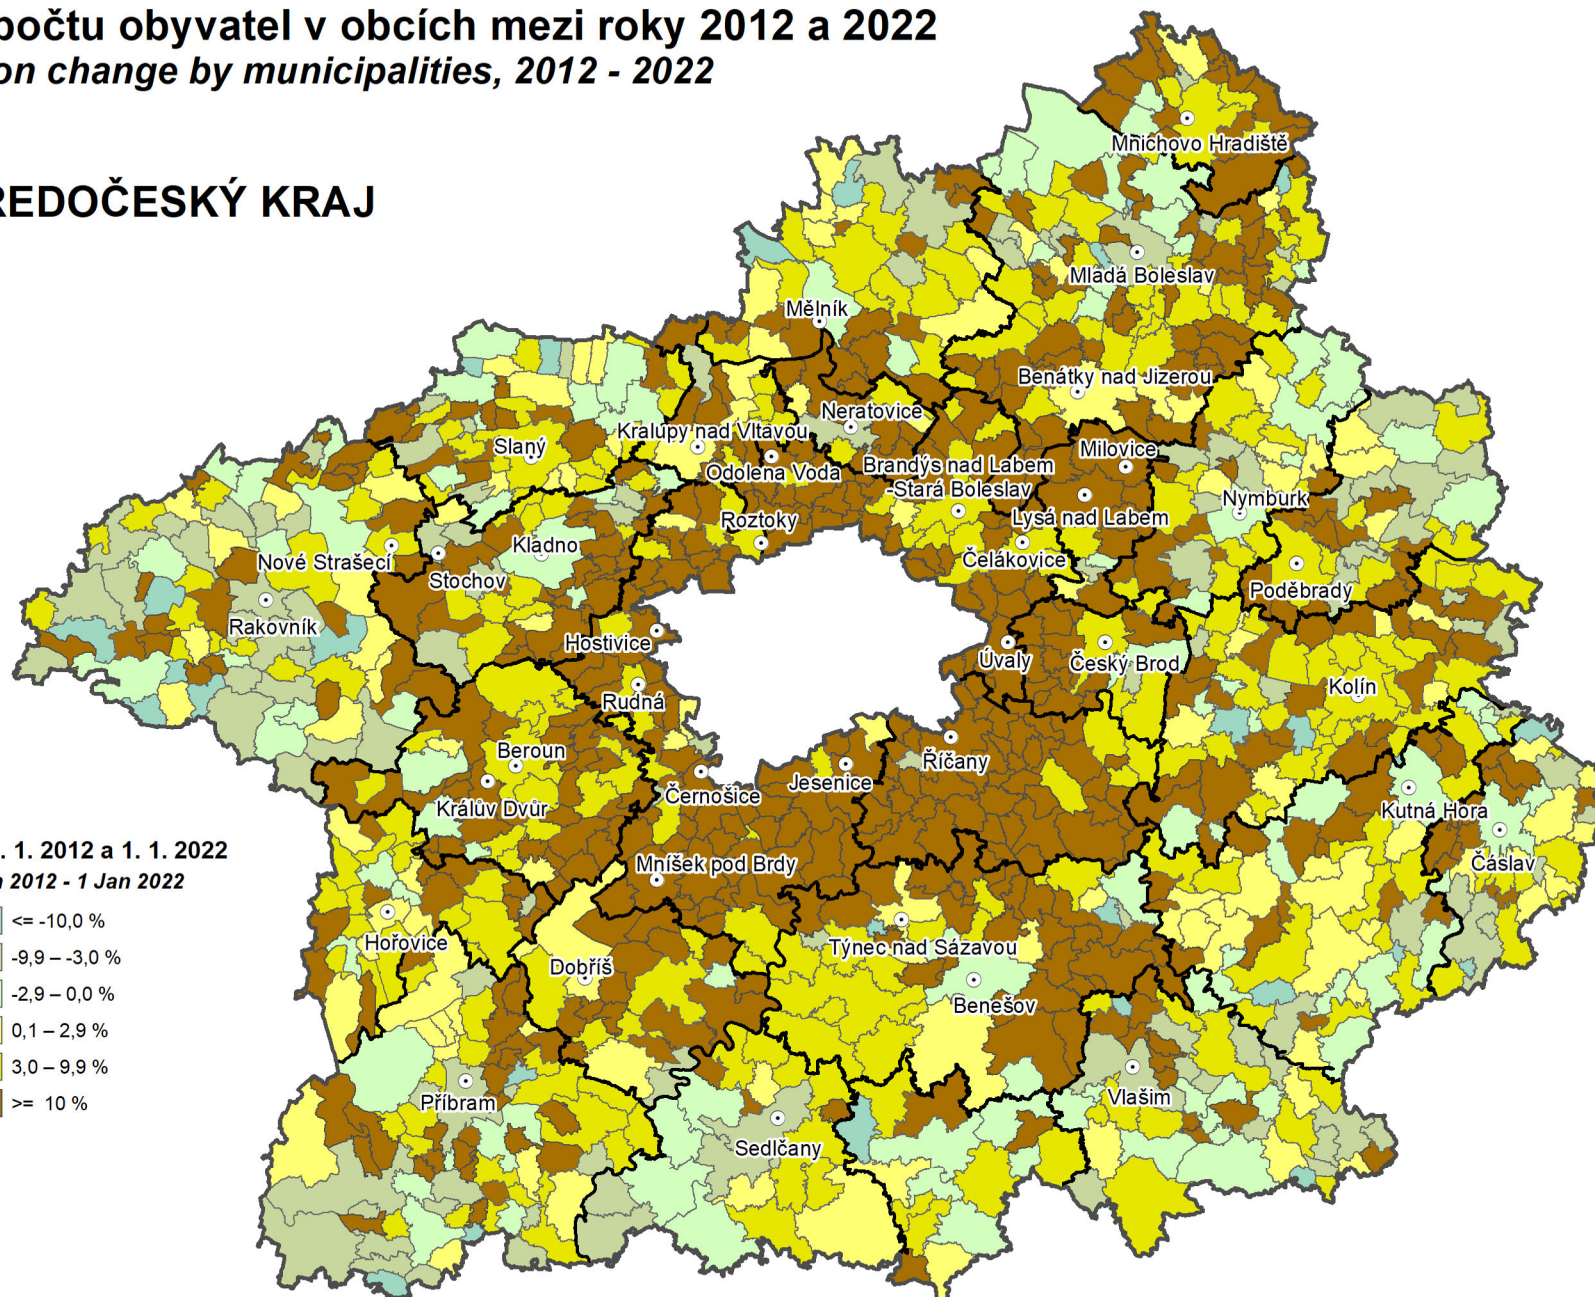 počtu obyvatel v obcích mezi roky 2012 a 2022
on change by municipalities, 2012 - 2022
REDOČESKÝ KRAJ
Mnichovo Hradiště
Mladá Boleslav
Mělník
Benátky nad Jizerou
Neratovice
Kralupy nad Vltavou
Slaný
Odolena Voda
Brandýs nad Labem
-Stará Boleslav
Milovice
Lysá nad Labem
Nymburk
Roztoky
Čelákovice
Kladno
Nové Strašecí
Stochov
Poděbrady
Rakovník
Hostivice
Úvaly
Český Brod
Rudná
Kolín
Beroun
Říčany
Jesenice
Černošice
Králův Dvůr
Kutná Hora
Čáslav
Mníšek pod Brdy
. 1. 2012 a 1. 1. 2022
n 2012 - 1 Jan 2022
<= -10,0 %
-9,9 – -3,0 %
-2,9 – 0,0 %
0,1 – 2,9 %
3,0 – 9,9 %
>= 10 %
Hořovice
Týnec nad Sázavou
Dobříš
Benešov
Příbram
Vlašim
Sedlčany